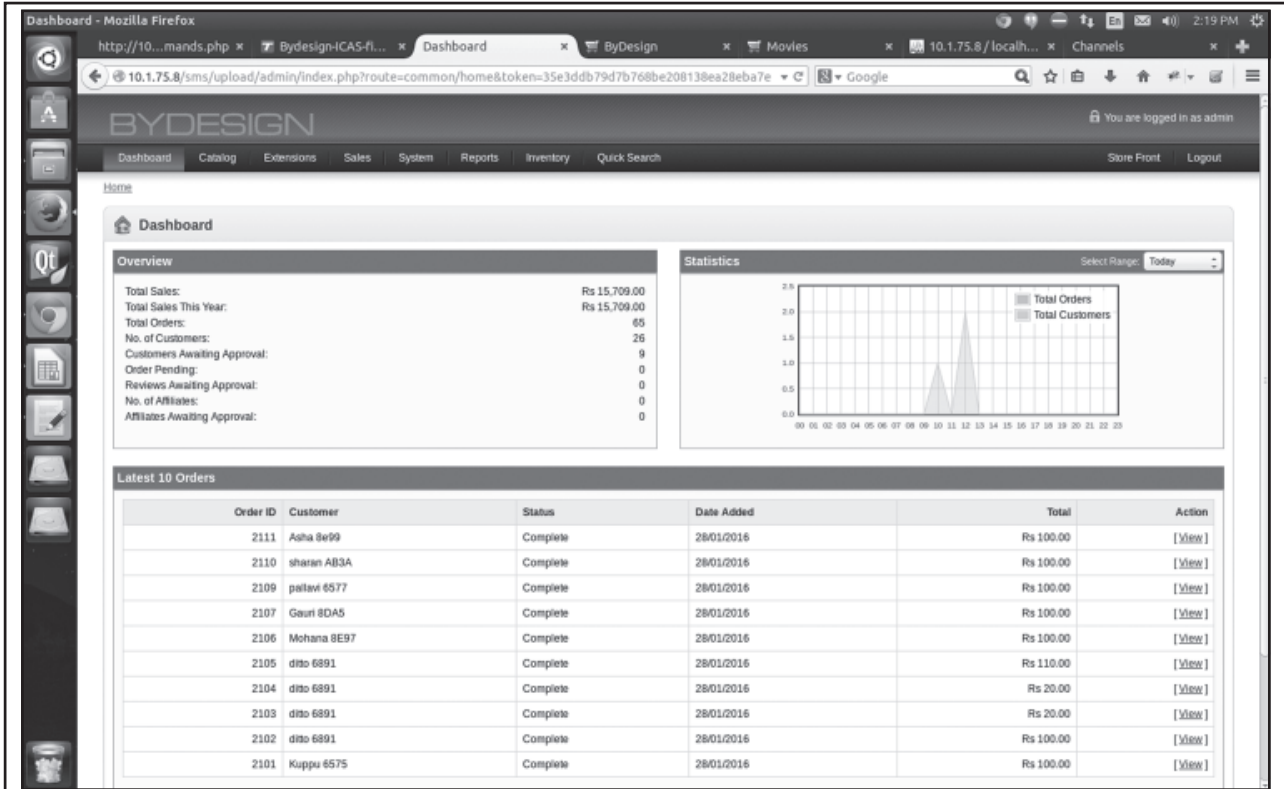 Dashboard - Mozilla Firefox
En 2:19 PM
http://10...mands.php × Bydesign-ICAS-fi... × Dashboard × ByDesign × Movies × 10.1.75.8 / localh... × Channels × +
10.1.75.8/sms/upload/admin/index.php?route=common/home&token=35e3ddb79d7b768be208138ea28eba7e Google
BYDESIGN
You are logged in as admin
Dashboard Catalog Extensions Sales System Reports Inventory Quick Search Store Front Logout
Home
Dashboard
Overview
Total Sales: Rs 15,709.00
Total Sales This Year: Rs 15,709.00
Total Orders: 65
No. of Customers: 26
Customers Awaiting Approval: 9
Order Pending: 0
Reviews Awaiting Approval: 0
No. of Affiliates: 0
Affiliates Awaiting Approval: 0
Statistics Select Range: Today
Total Orders
Total Customers
2.5
2.0
1.5
1.0
0.5
0.0
00 01 02 03 04 05 06 07 08 09 10 11 12 13 14 15 16 17 18 19 20 21 22 23
Latest 10 Orders
Order ID Customer Status Date Added Total Action
2111 Asha 8e99 Complete 28/01/2016 Rs 100.00 [ View ]
2110 sharan AB3A Complete 28/01/2016 Rs 100.00 [ View ]
2109 pallavi 6577 Complete 28/01/2016 Rs 100.00 [ View ]
2107 Gauri 8DA5 Complete 28/01/2016 Rs 100.00 [ View ]
2106 Mohana 8E97 Complete 28/01/2016 Rs 100.00 [ View ]
2105 ditto 6891 Complete 28/01/2016 Rs 110.00 [ View ]
2104 ditto 6891 Complete 28/01/2016 Rs 20.00 [ View ]
2103 ditto 6891 Complete 28/01/2016 Rs 20.00 [ View ]
2102 ditto 6891 Complete 28/01/2016 Rs 100.00 [ View ]
2101 Kuppu 6575 Complete 28/01/2016 Rs 100.00 [ View ]